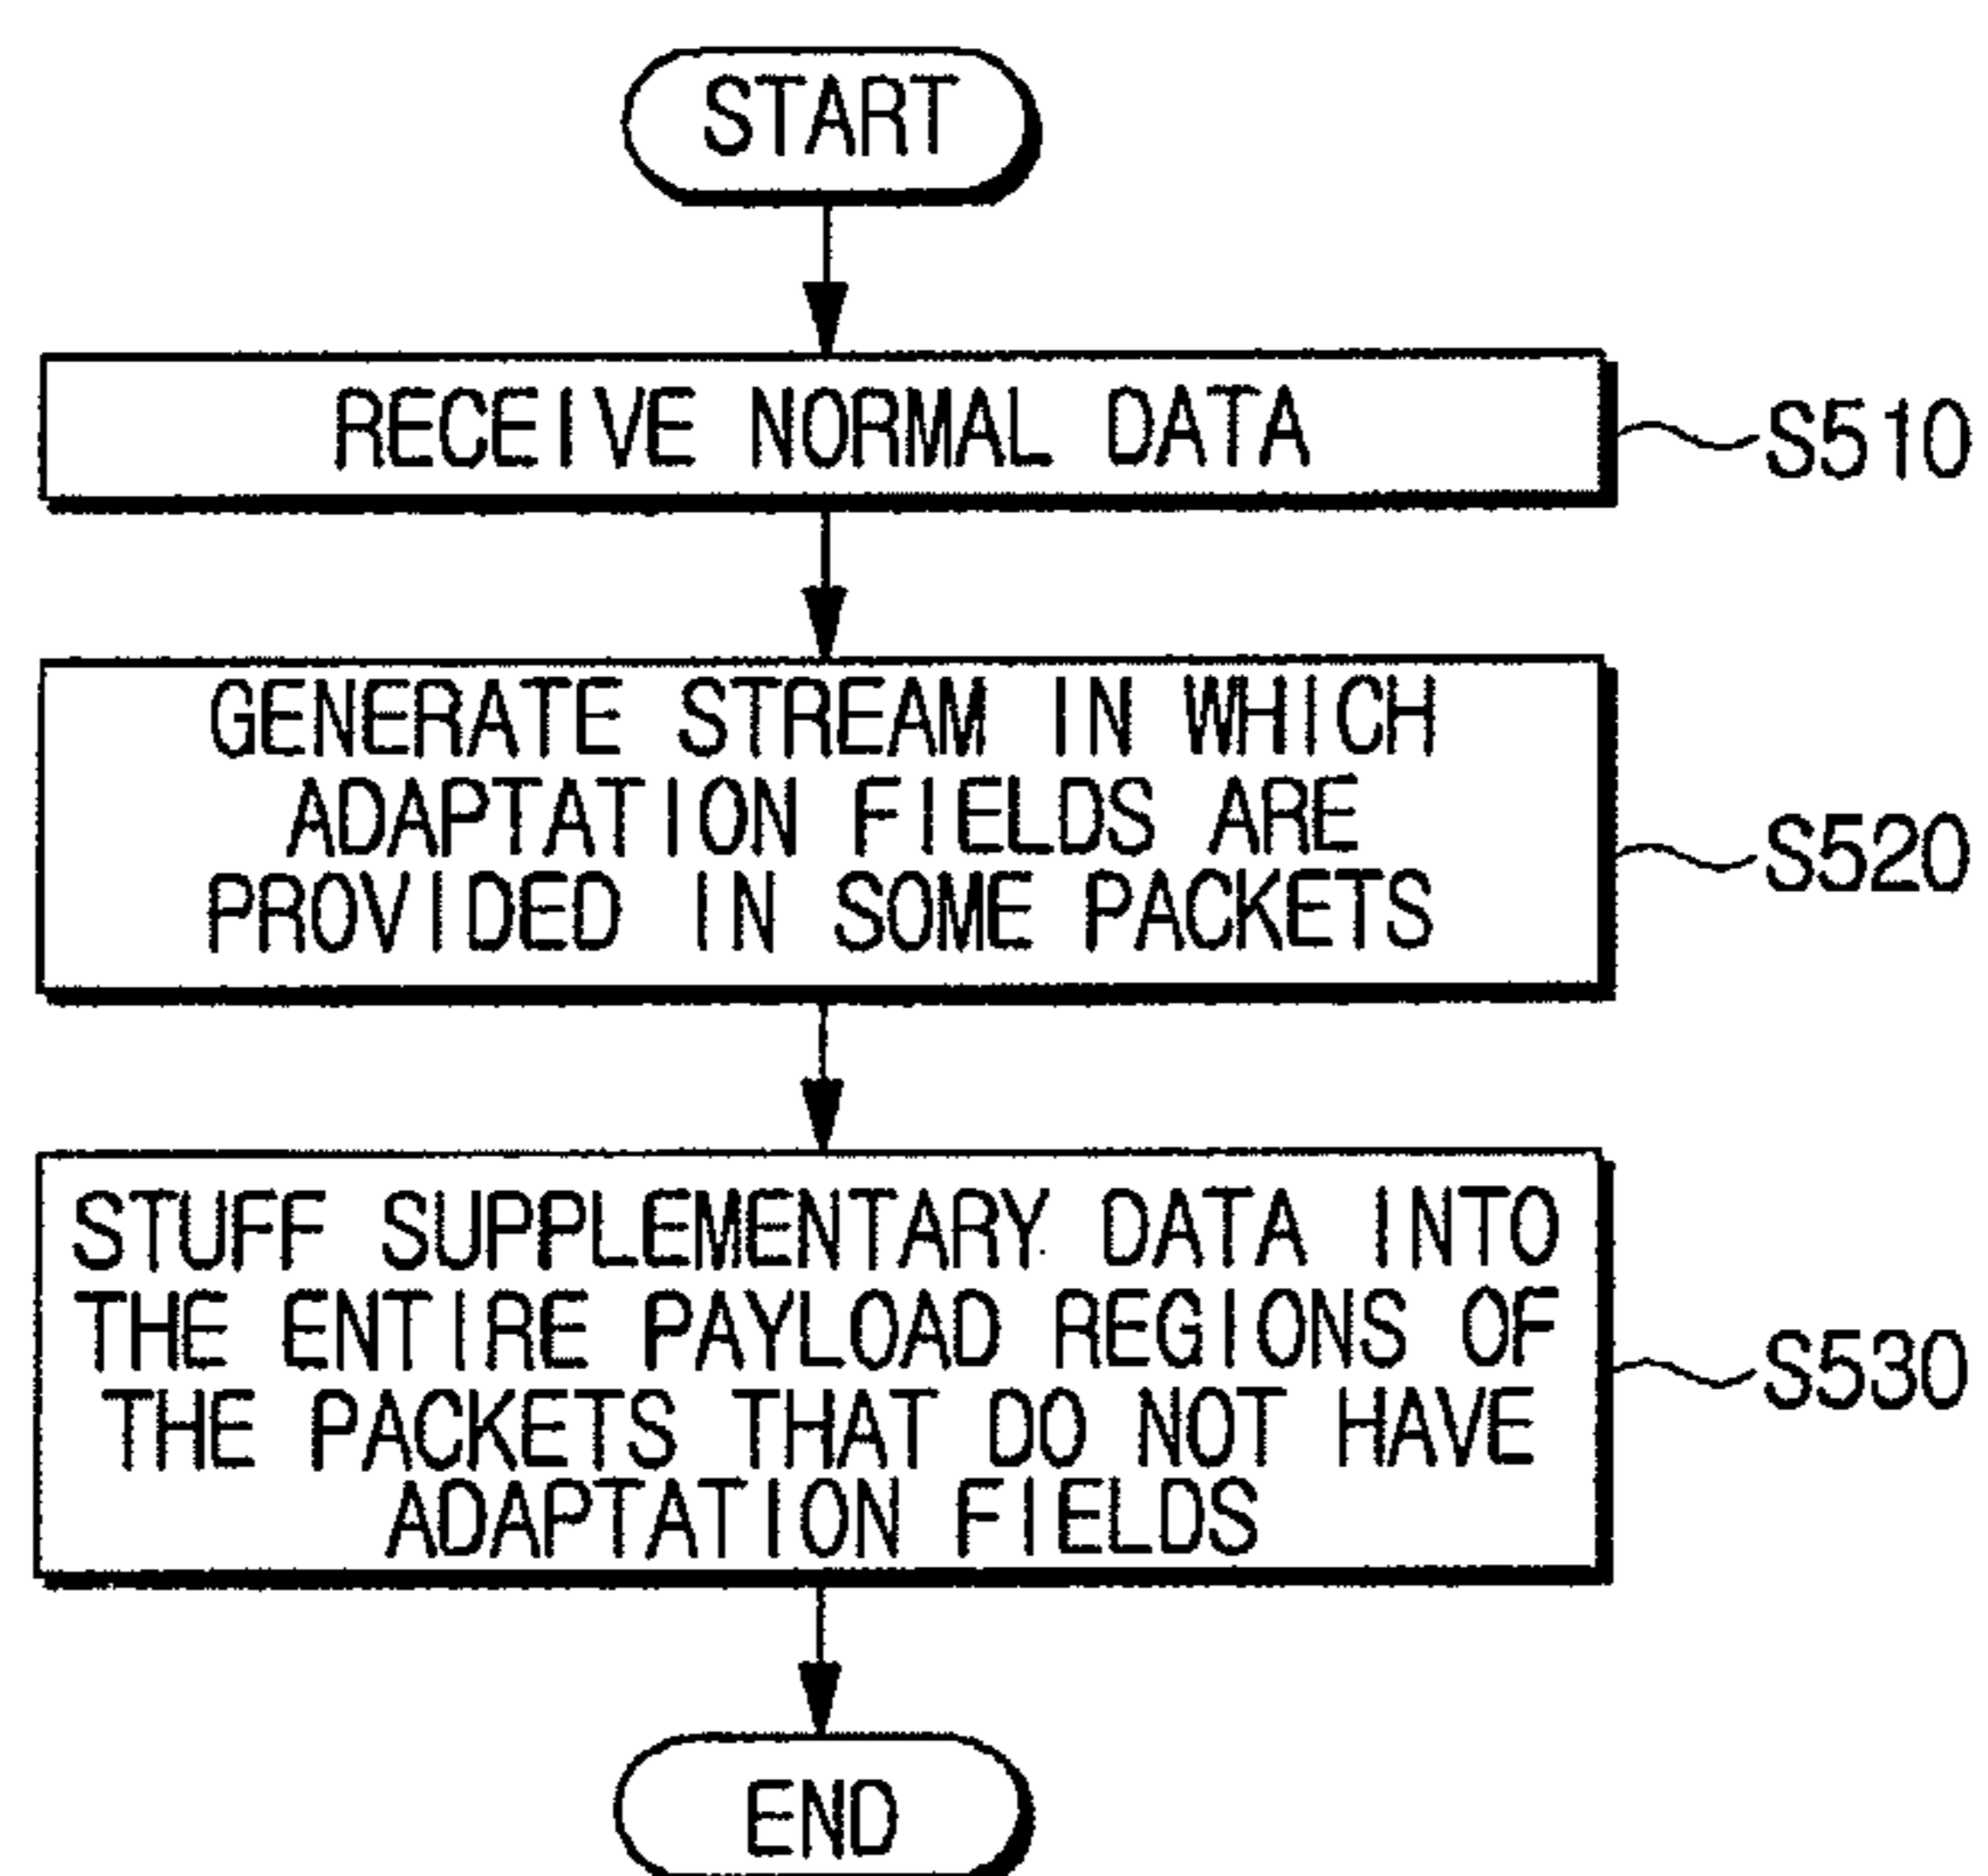 START
RECEIVE NORMAL DATA
S510
GENERATE STREAM IN WHICH
ADAPTATION FIELDS ARE
PROVIDED IN SOME PACKETS
S520
STUFF SUPPLEMENTARY DATA INTO
THE ENTIRE PAYLOAD REGIONS OF
THE PACKETS THAT DO NOT HAVE
ADAPTATION FIELDS
S530
END